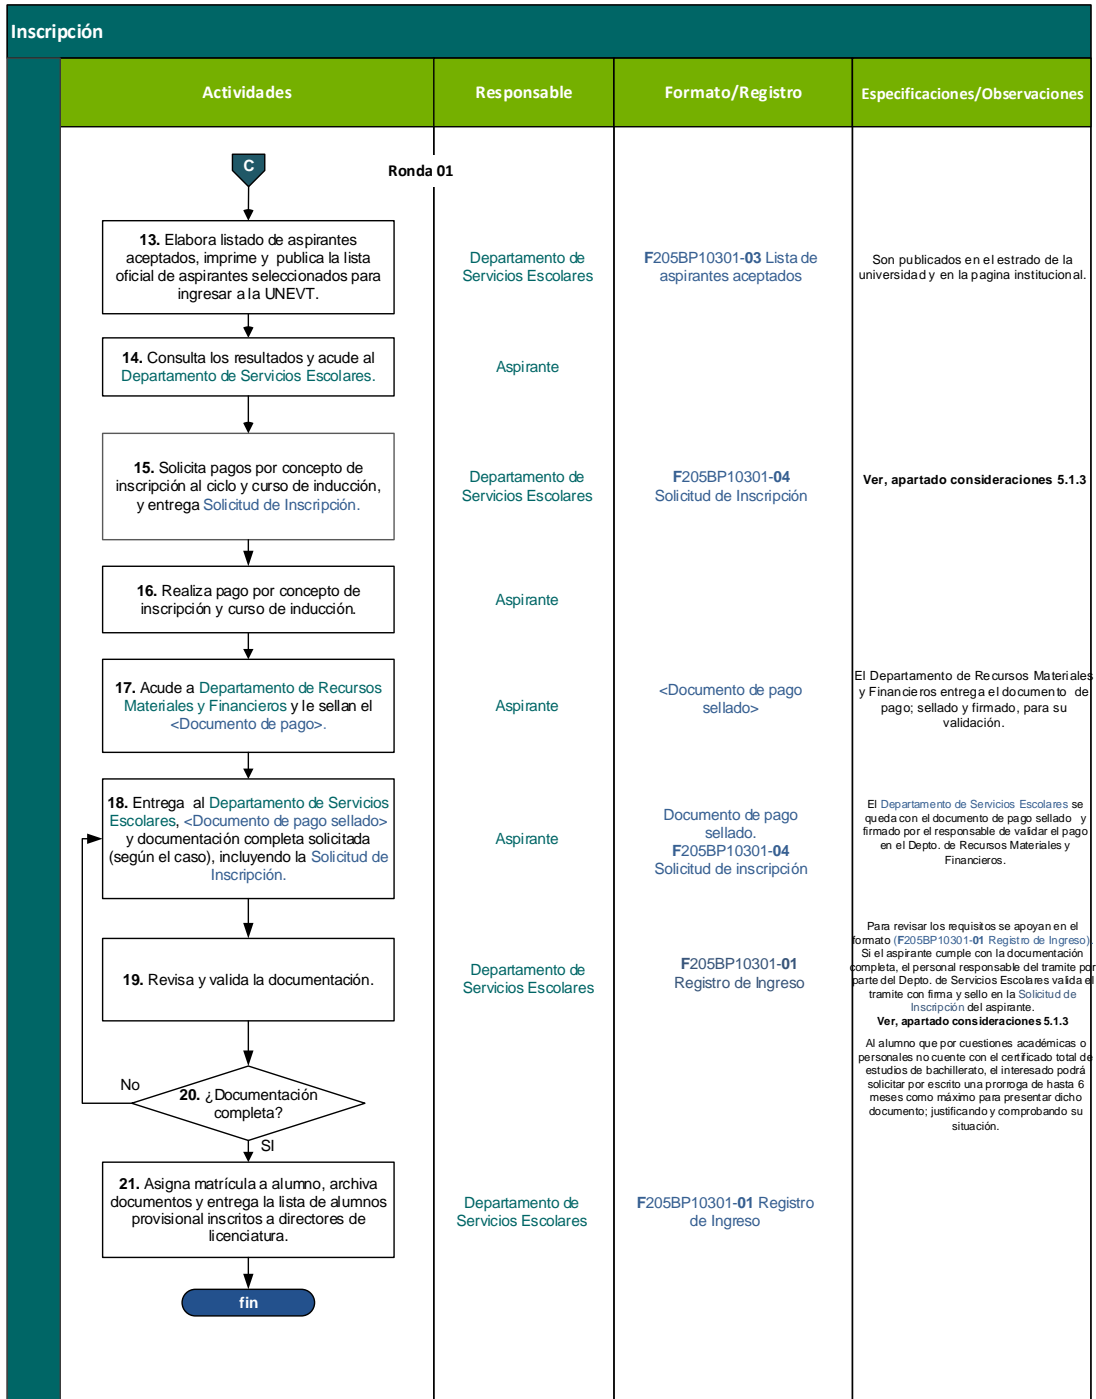 Inscripción
Actividades
Responsable
Formato/Registro
Especificaciones/Observaciones
C
Ronda 01
13. Elabora listado de aspirantes
aceptados, imprime y publica la lista
oficial de aspirantes seleccionados para
ingresar a la UNEVT.
Departamento de
Servicios Escolares
F205BP10301-03 Lista de
aspirantes aceptados
Son publicados en el estrado de la
universidad y en la pagina institucional.
14. Consulta los resultados y acude al
Departamento de Servicios Escolares.
Aspirante
15. Solicita pagos por concepto de
inscripción al ciclo y curso de inducción,
y entrega Solicitud de Inscripción.
Departamento de
Servicios Escolares
F205BP10301-04
Solicitud de Inscripción
Ver, apartado consideraciones 5.1.3
16. Realiza pago por concepto de
inscripción y curso de inducción.
Aspirante
17. Acude a Departamento de Recursos
Materiales y Financieros y le sellan el
<Documento de pago>.
Aspirante
<Documento de pago
sellado>
El Departamento de Recursos Materiales
y Financieros entrega el documento de
pago; sellado y firmado, para su
validación.
18. Entrega al Departamento de Servicios
Escolares, <Documento de pago sellado>
y documentación completa solicitada
(según el caso), incluyendo la Solicitud de
Inscripción.
Aspirante
Documento de pago
sellado.
F205BP10301-04
Solicitud de inscripción
El Departamento de Servicios Escolares se
queda con el documento de pago sellado y
firmado por el responsable de validar el pago
en el Depto. de Recursos Materiales y
Financieros.
19. Revisa y valida la documentación.
Departamento de
Servicios Escolares
F205BP10301-01
Registro de Ingreso
Para revisar los requisitos se apoyan en el
formato (F205BP10301-01 Registro de Ingreso).
Si el aspirante cumple con la documentación
completa, el personal responsable del tramite por
parte del Depto. de Servicios Escolares valida el
tramite con firma y sello en la Solicitud de
Inscripción del aspirante.
Ver, apartado consideraciones 5.1.3
Al alumno que por cuestiones académicas o
personales no cuente con el certificado total de
estudios de bachillerato, el interesado podrá
solicitar por escrito una prorroga de hasta 6
meses como máximo para presentar dicho
documento; justificando y comprobando su
situación.
No
20. ¿Documentación
completa?
SI
21. Asigna matrícula a alumno, archiva
documentos y entrega la lista de alumnos
provisional inscritos a directores de
licenciatura.
Departamento de
Servicios Escolares
F205BP10301-01 Registro
de Ingreso
fin